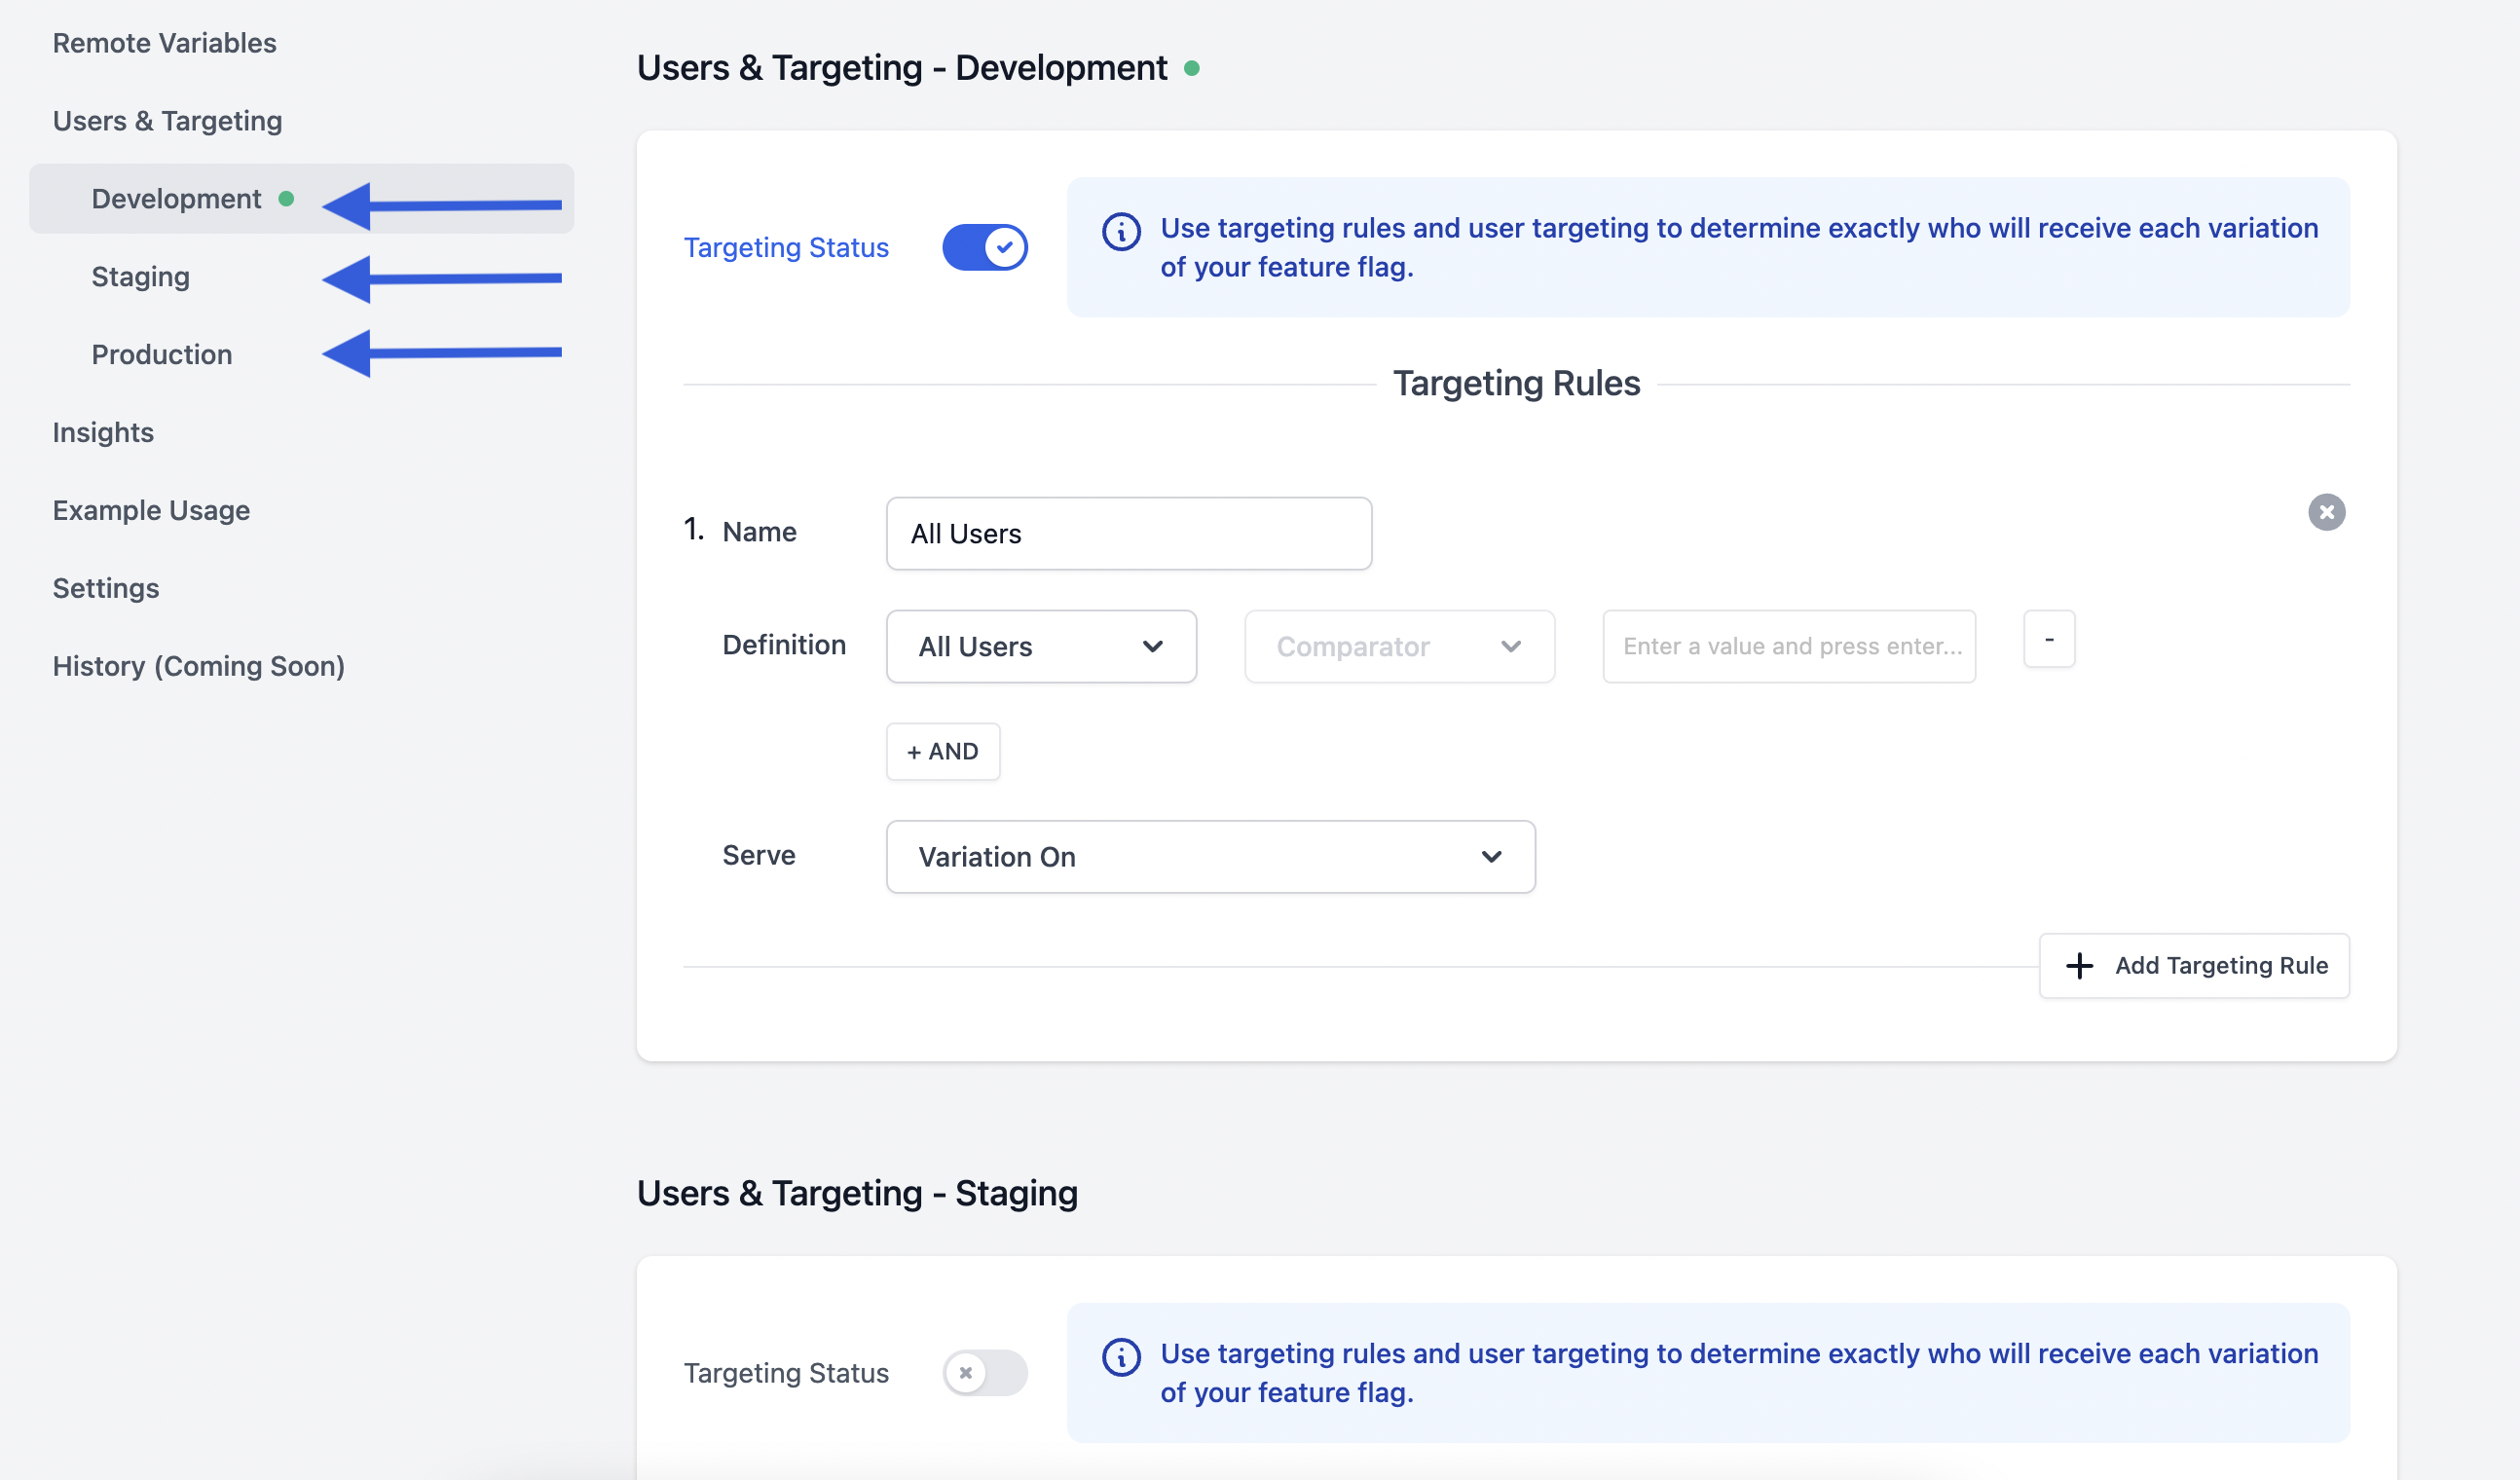 Remote Variables
Users & Targeting
Development
Staging
Production
Insights
Example Usage
Settings
History (Coming Soon)
Users & Targeting - Development
Targeting Status
Use targeting rules and user targeting to determine exactly who will receive each variation
of your feature flag.
Targeting Rules
1. Name All Users
Definition All Users Comparator Enter a value and press enter... -
+ AND
Serve Variation On
+ Add Targeting Rule
Users & Targeting - Staging
Targeting Status
Use targeting rules and user targeting to determine exactly who will receive each variation
of your feature flag.